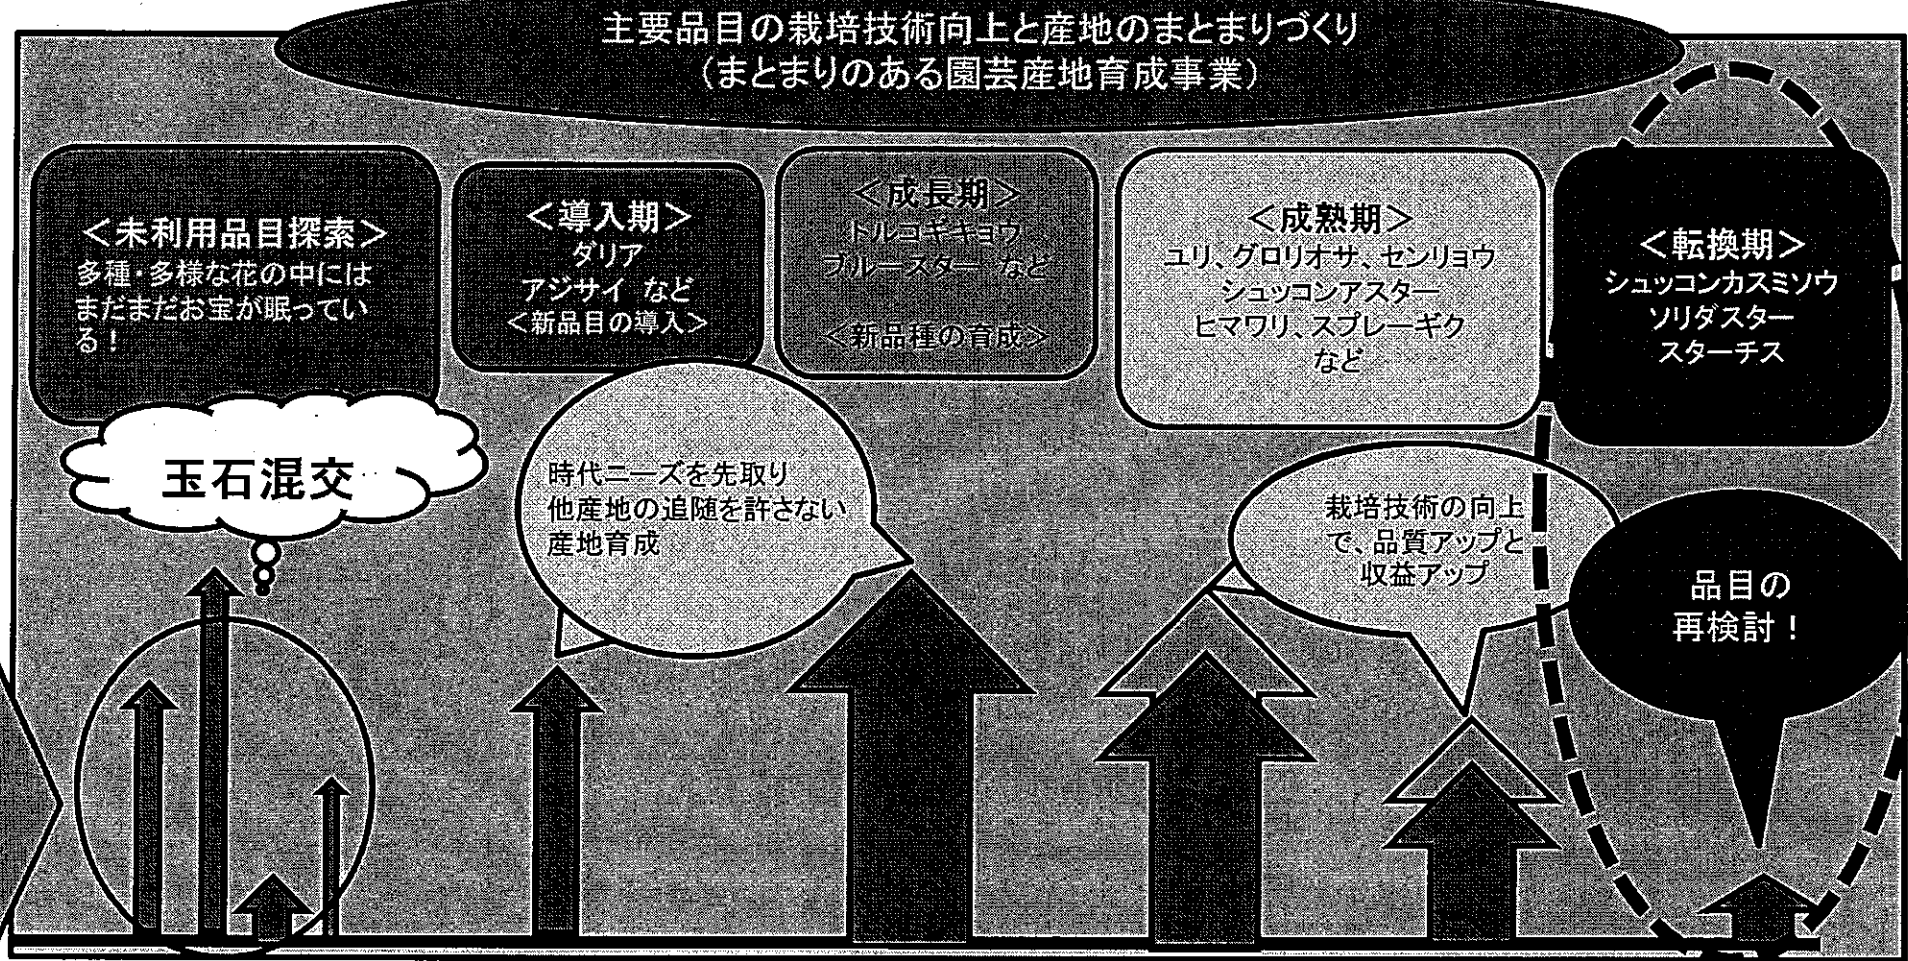 主要品目の栽培技術向上と産地のまとまりづくり
(まとまりのある園芸産地育成事業)
＜未利用品目探索＞
多種・多様な花の中には
まだまだお宝が眠ってい
る！
＜導入期＞
ダリア
アジサイ など
＜新品目の導入＞
＜成長期＞
トルコギキョウ
ブルースター など
＜新品種の育成＞
＜成熟期＞
ユリ、グロリオサ、センリョウ
シュッコンアスター
ヒマワリ、スプレーギク
など
＜転換期＞
シュッコンカスミソウ
ソリダスター
スターチス
玉石混交
時代ニーズを先取り
他産地の追随を許さない
産地育成
栽培技術の向上
で、品質アップと
収益アップ
品目の
再検討！